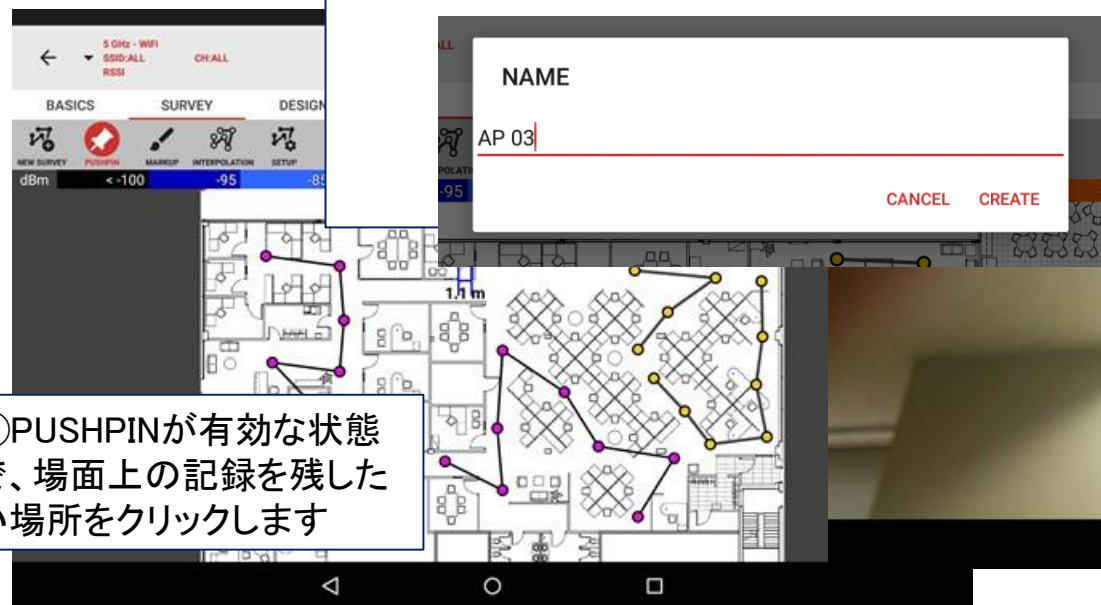 5 GHz - WiFi
SSID:ALL
CH:ALL
RSSI
BASICS
SURVEY
DESIGN
NEW SURVEY
PUSHPIN
MARKUP
INTERPOLATION
SETUP
dBm
< -100
-95
-85
ALL
NAME
AP 03
CANCEL
CREATE
-95
1.1 m
PUSHPINが有効な状態
で、場面上の記録を残した
い場所をクリックします